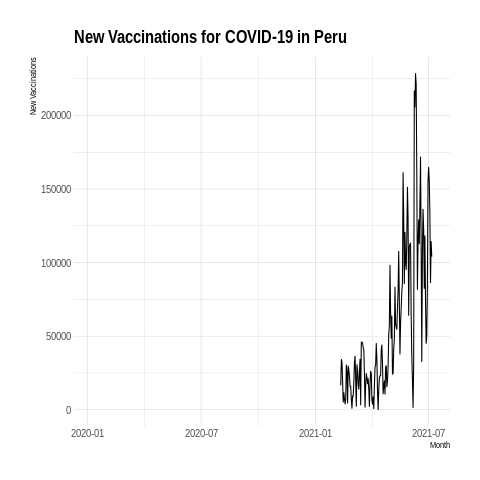 New Vaccinations for COVID-19 in Peru
New Vaccinations
200000
150000
100000
50000
0
2020-01 2020-07 2021-01 2021-07
Month